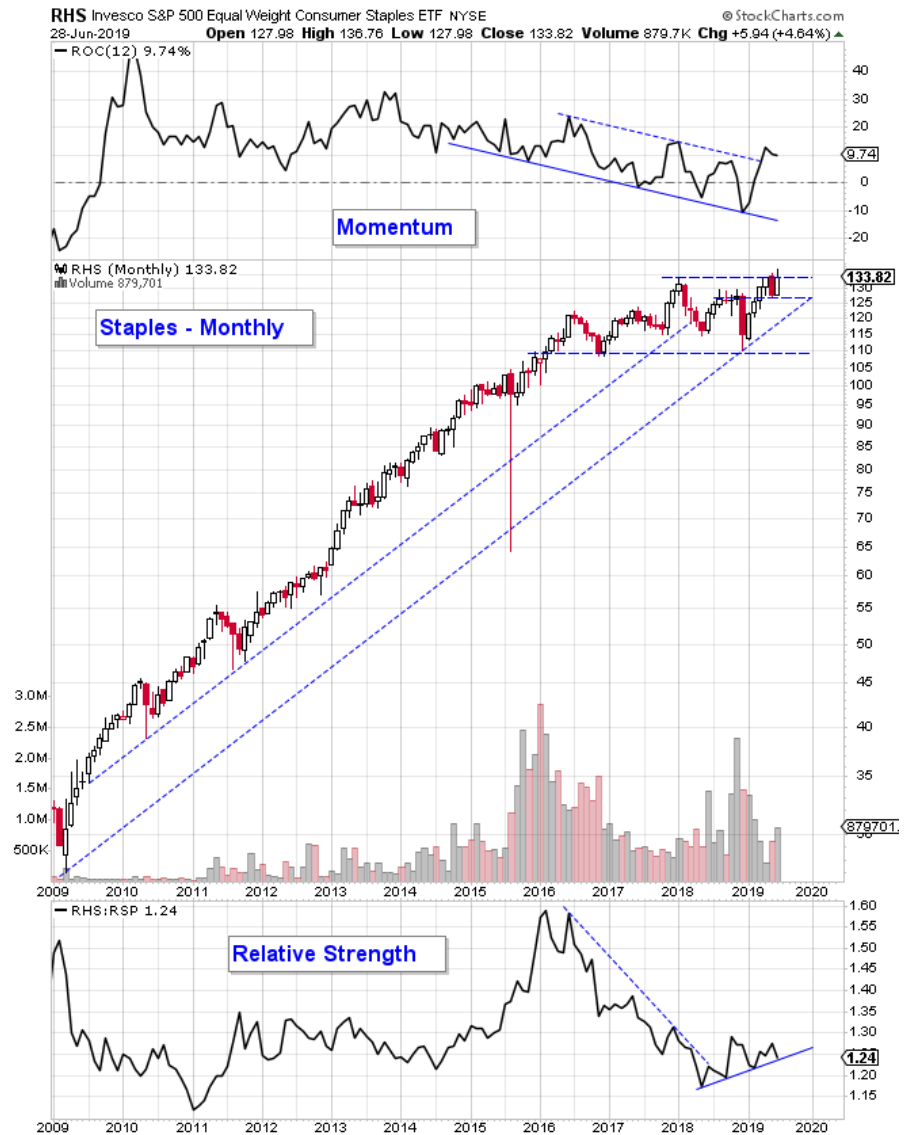 RHS Invesco S&P 500 Equal Weight Consumer Staples ETF NYSE © StockCharts.com
28-Jun-2019 Open 127.98 High 136.76 Low 127.98 Close 133.82 Volume 879.7K Chg +5.94 (+4.64%)
ROC(12) 9.74%
40
30
20
9.74
0
-10
-20
Momentum
RHS (Monthly) 133.82
Volume 879,701
133.82
130
125
120
115
110
105
100
95
90
85
80
75
70
65
60
55
50
45
40
35
Staples - Monthly
3.0M
2.5M
2.0M
1.5M
1.0M
500K
879701.
2009 2010 2011 2012 2013 2014 2015 2016 2017 2018 2019 2020
RHS:RSP 1.24
Relative Strength
1.60
1.55
1.50
1.45
1.40
1.35
1.30
1.24
1.20
1.15
2009 2010 2011 2012 2013 2014 2015 2016 2017 2018 2019 2020